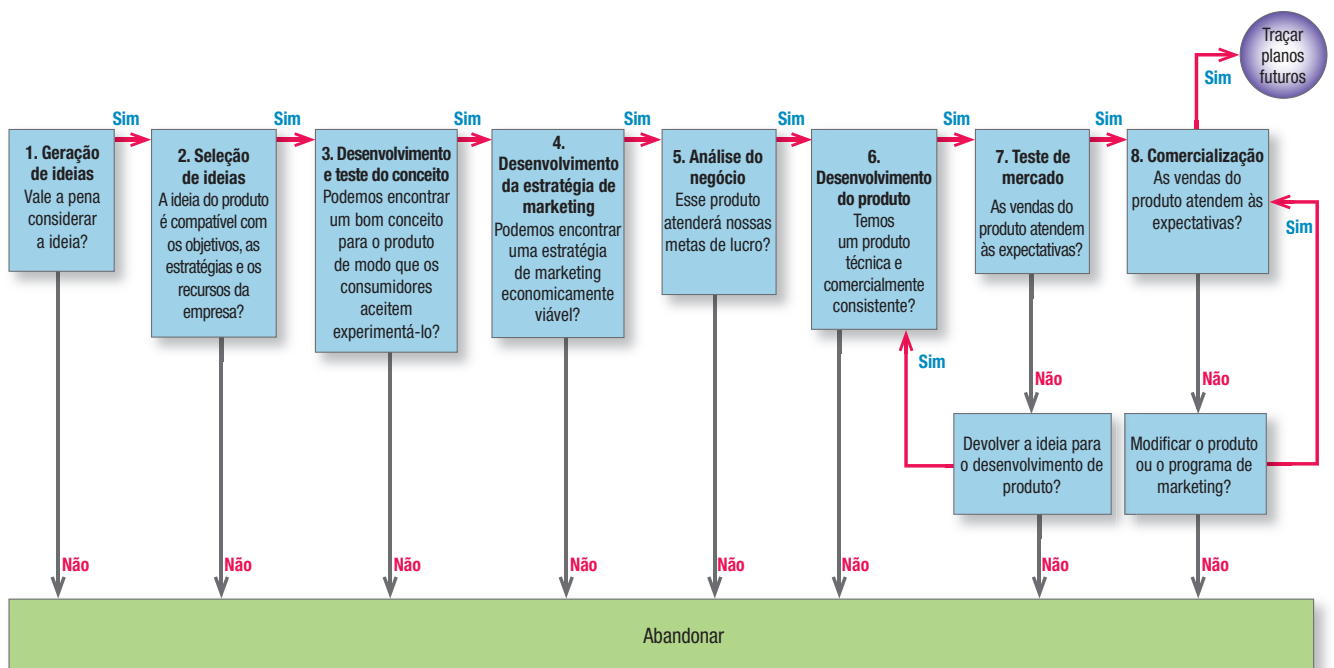 Traçar
planos
futuros
Sim
Sim
Sim
Sim
Sim
Sim
Sim
Sim
1. Geração
de ideias
Vale a pena
considerar
a ideia?
2. Seleção
de ideias
A ideia do produto
é compatível com
os objetivos, as
estratégias e os
recursos da
empresa?
3. Desenvolvimento
e teste do conceito
Podemos encontrar
um bom conceito
para o produto
de modo que os
consumidores
aceitem
experimentá-lo?
4.
Desenvolvimento
da estratégia de
marketing
Podemos encontrar
uma estratégia
de marketing
economicamente
viável?
5. Análise do
negócio
Esse produto
atenderá nossas
metas de lucro?
6.
Desenvolvimento
do produto
Temos
um produto
técnica e
comercialmente
consistente?
7. Teste de
mercado
As vendas do
produto atendem
às expectativas?
8. Comercialização
As vendas do
produto atendem às
expectativas?
Sim
Sim
Não
Não
Devolver a ideia para
o desenvolvimento de
produto?
Modificar o produto
ou o programa de
marketing?
Não
Não
Não
Não
Não
Não
Não
Não
Abandonar